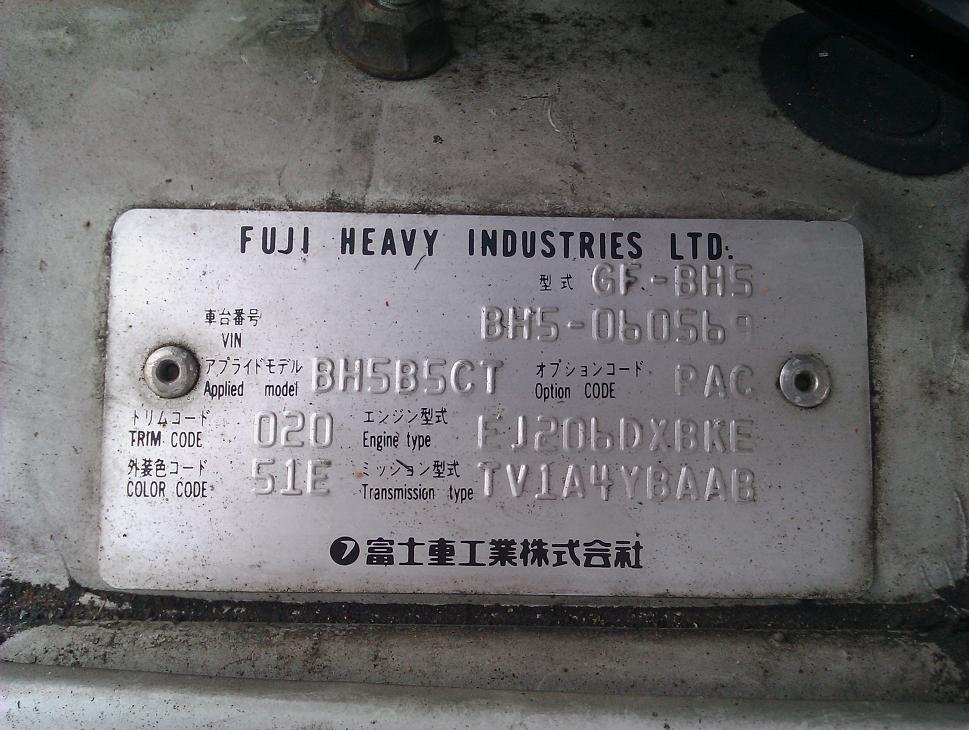 FUJI HEAVY INDUSTRIES LTD.
型式 GF-BH5
車台番号 BH5-060569
VIN
アプライドモデル BH5B5CT オプションコード PAC
Applied model Option CODE
トリムコード 020 エンジン型式 EJ206DXBKE
TRIM CODE Engine type
外装色コード 51E ミッション型式 TV1A4YBAAB
COLOR CODE Transmission type
富士重工業株式会社